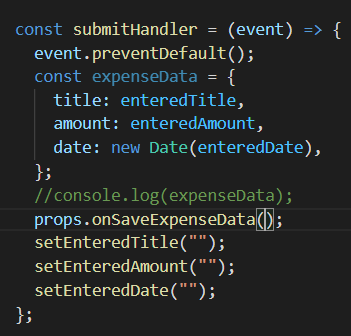 const submitHandler = (event) => {
event.preventDefault();
const expenseData = {
title: enteredTitle,
amount: enteredAmount,
date: new Date(enteredDate),
};
//console.log(expenseData);
props.onSaveExpenseData();
setEnteredTitle("");
setEnteredAmount("");
setEnteredDate("");
};